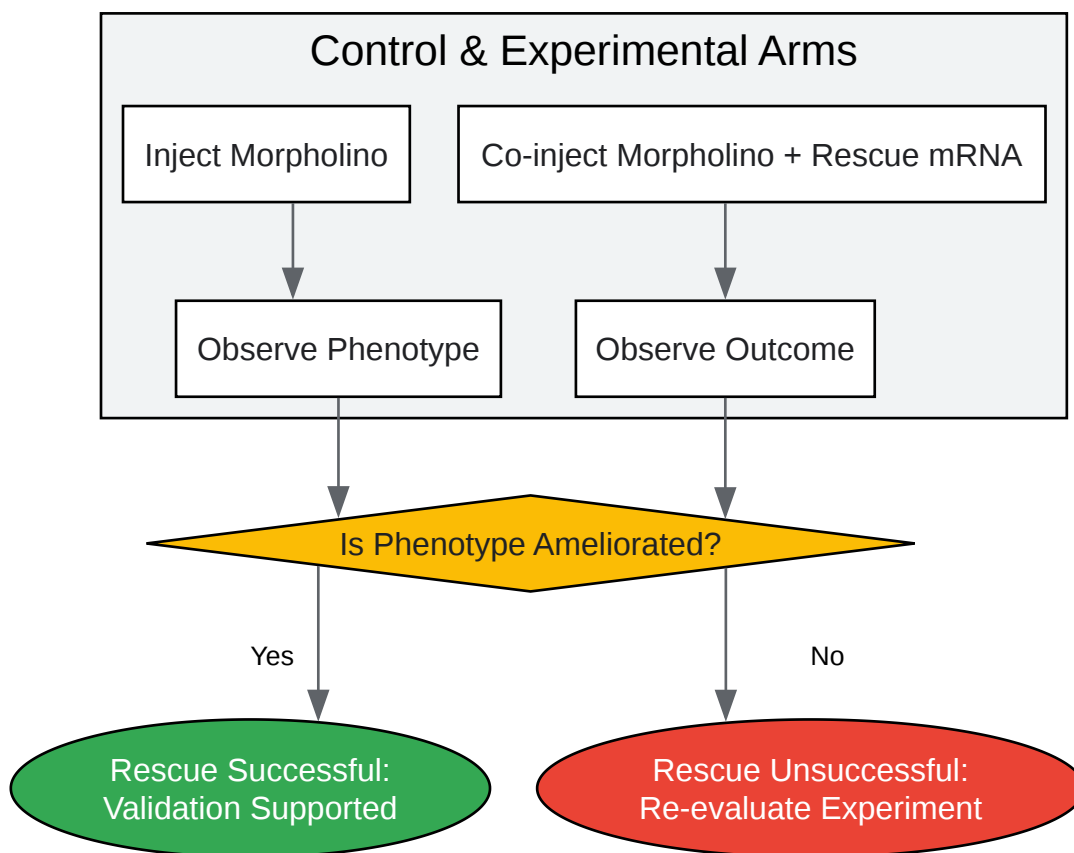 Control & Experimental Arms
Inject Morpholino
Co-inject Morpholino + Rescue mRNA
Observe Phenotype
Observe Outcome
Is Phenotype Ameliorated?
Yes
No
Rescue Successful:
Validation Supported
Rescue Unsuccessful:
Re-evaluate Experiment